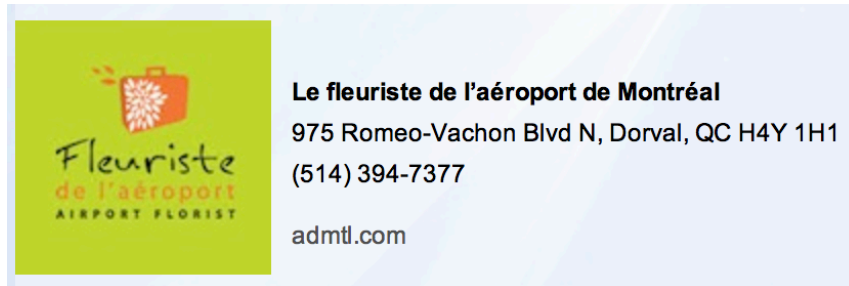 Fleuriste
de l'aéroport
AIRPORT FLORIST
Le fleuriste de l'aéroport de Montréal
975 Romeo-Vachon Blvd N, Dorval, QC H4Y 1H1
(514) 394-7377
admtl.com